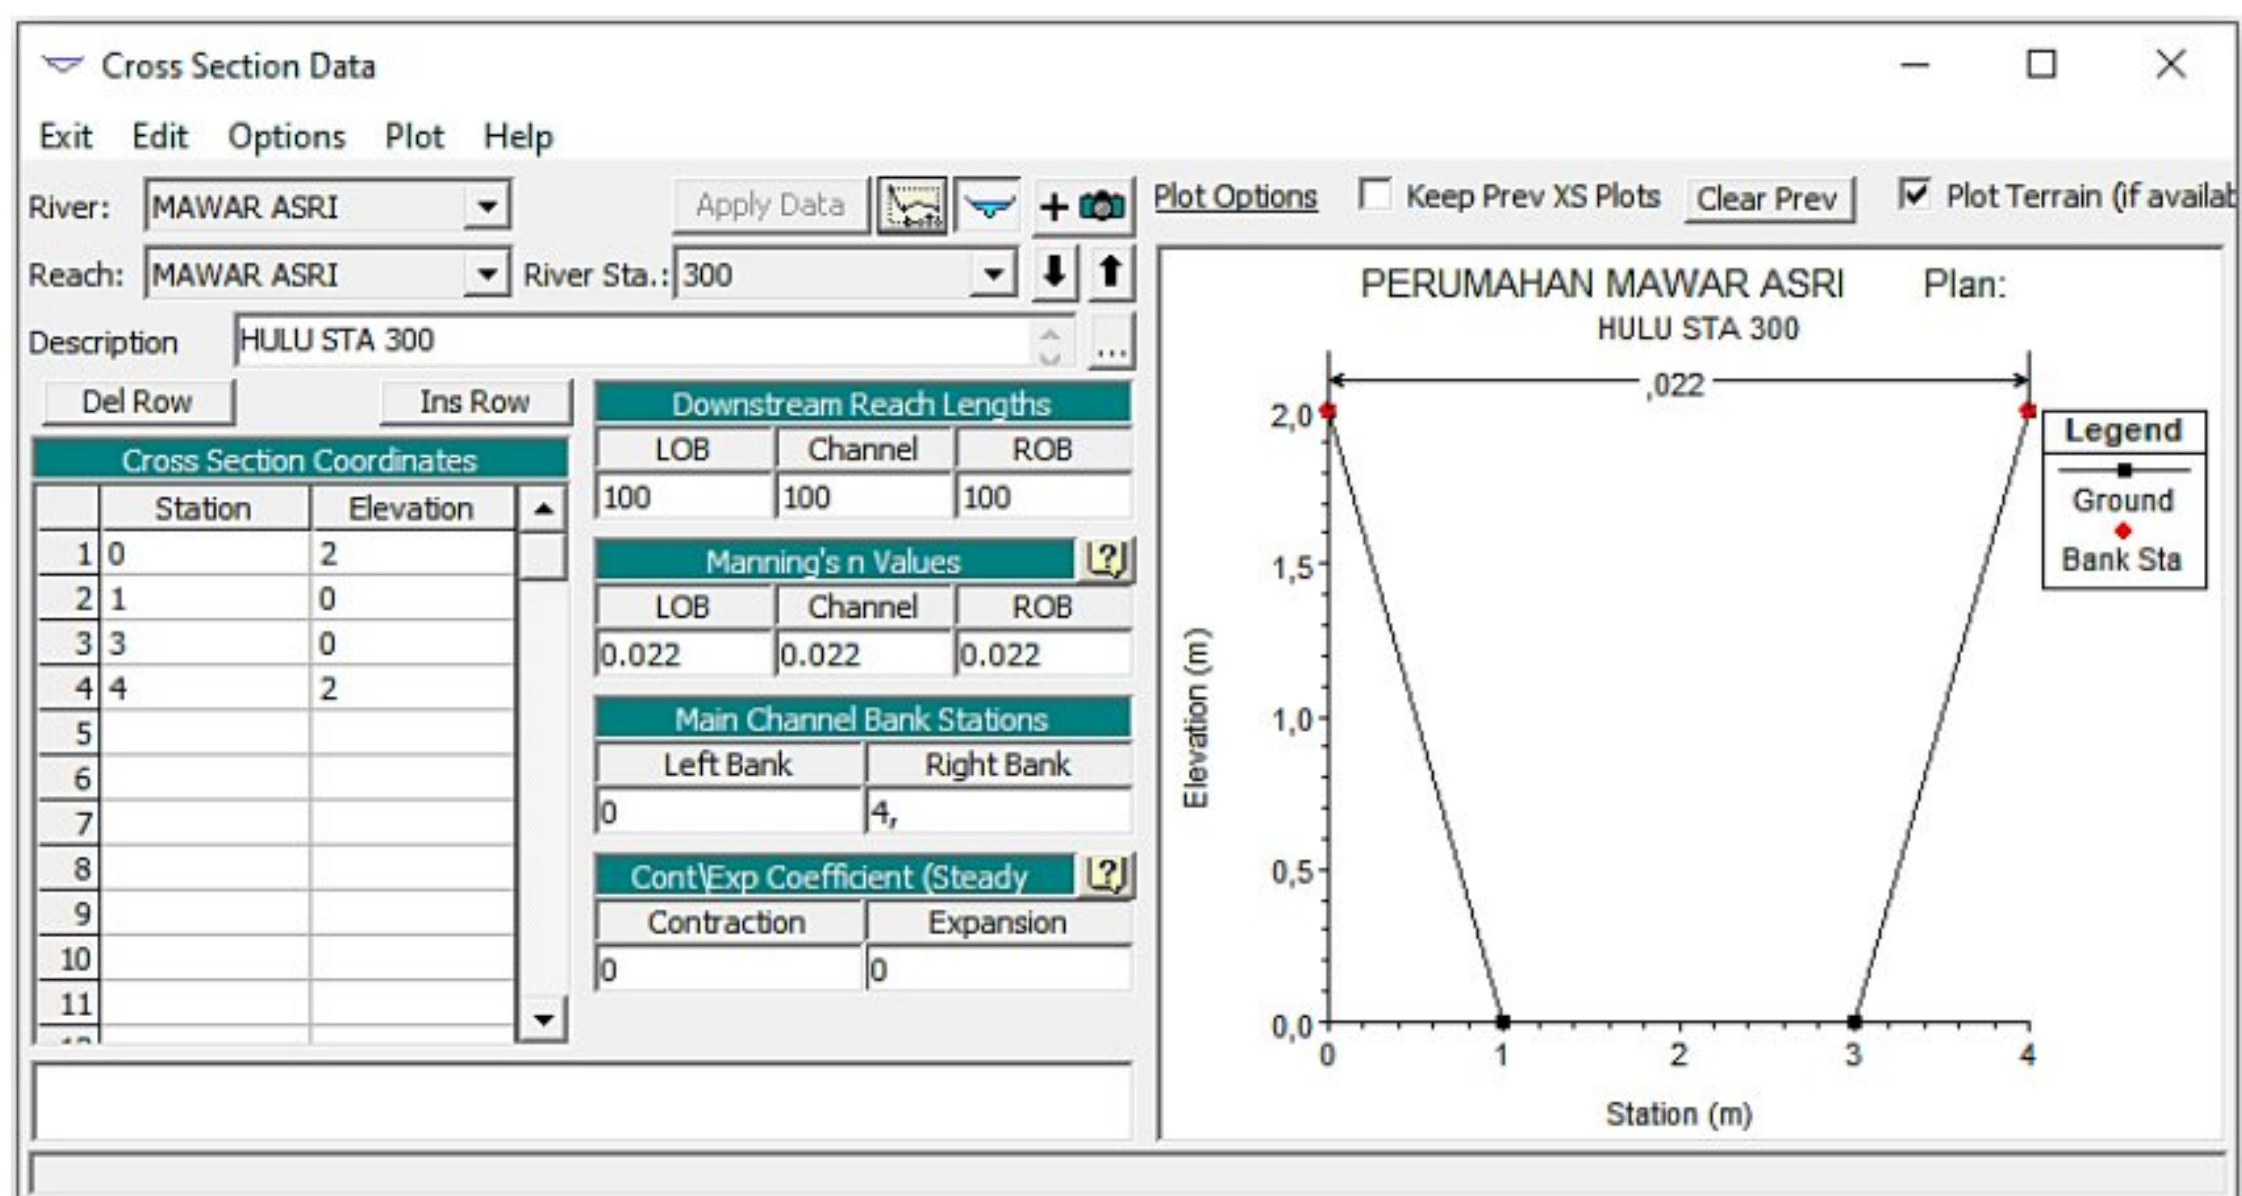 Cross Section Data
Exit Edit Options Plot Help
River: MAWAR ASRI Apply Data
Reach: MAWAR ASRI River Sta.: 300
Description HULU STA 300 ...
Del Row Ins Row
Cross Section Coordinates
Station Elevation
1 0 2
2 1 0
3 3 0
4 4 2
5
6
7
8
9
10
11
Downstream Reach Lengths
LOB Channel ROB
100 100 100
Manning's n Values
LOB Channel ROB
0.022 0.022 0.022
Main Channel Bank Stations
Left Bank Right Bank
0 4,
Cont\Exp Coefficient (Steady
Contraction Expansion
0 0
Plot Options Keep Prev XS Plots Clear Prev Plot Terrain (if availab
PERUMAHAN MAWAR ASRI Plan:
HULU STA 300
,022
2,0
1,5
1,0
0,5
0,0
Elevation (m)
0 1 2 3 4
Station (m)
Legend
Ground
Bank Sta